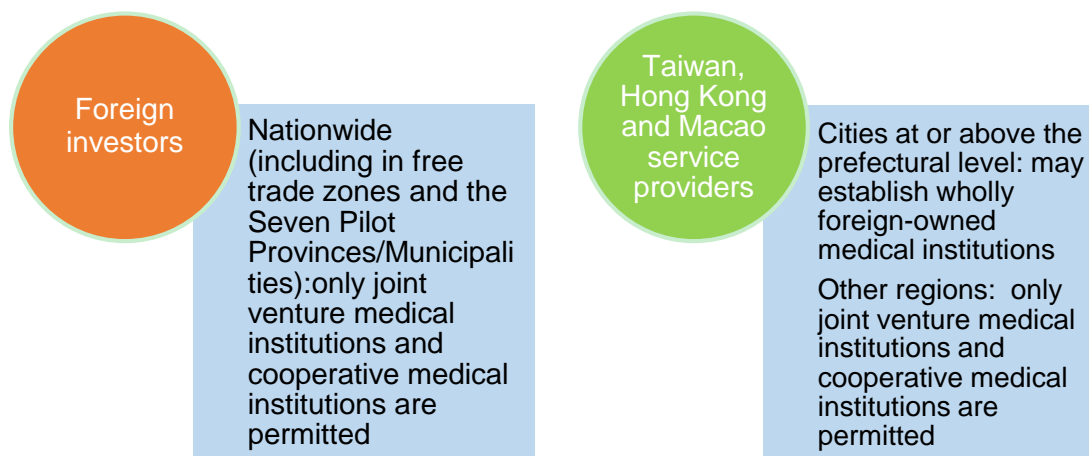 Foreign
investors
Nationwide
(including in free
trade zones and the
Seven Pilot
Provinces/Municipali
ties):only joint
venture medical
institutions and
cooperative medical
institutions are
permitted
Taiwan,
Hong Kong
and Macao
service
providers
Cities at or above the
prefectural level: may
establish wholly
foreign-owned
medical institutions
Other regions:  only
joint venture medical
institutions and
cooperative medical
institutions are
permitted